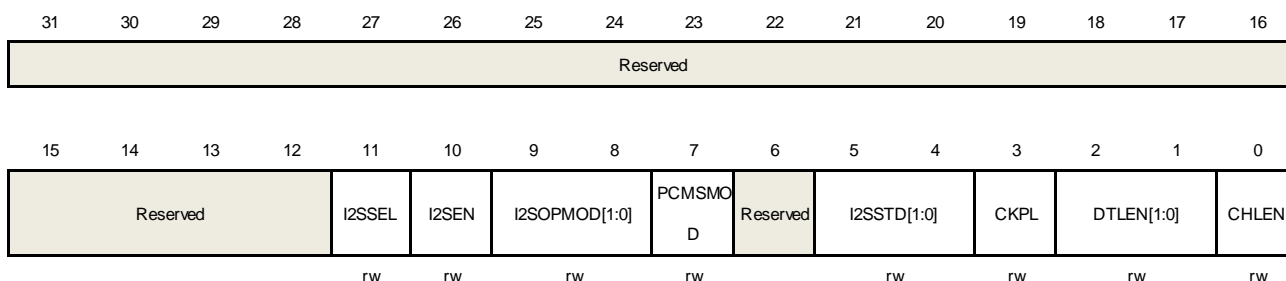 31 30 29 28 27 26 25 24 23 22 21 20 19 18 17 16
Reserved
15 14 13 12 11 10 9 8 7 6 5 4 3 2 1 0
Reserved I2SSEL I2SEN I2SOPMOD[1:0] PCMSMO
D Reserved I2SSTD[1:0] CKPL DTLEN[1:0] CHLEN
rw rw rw rw rw rw rw rw